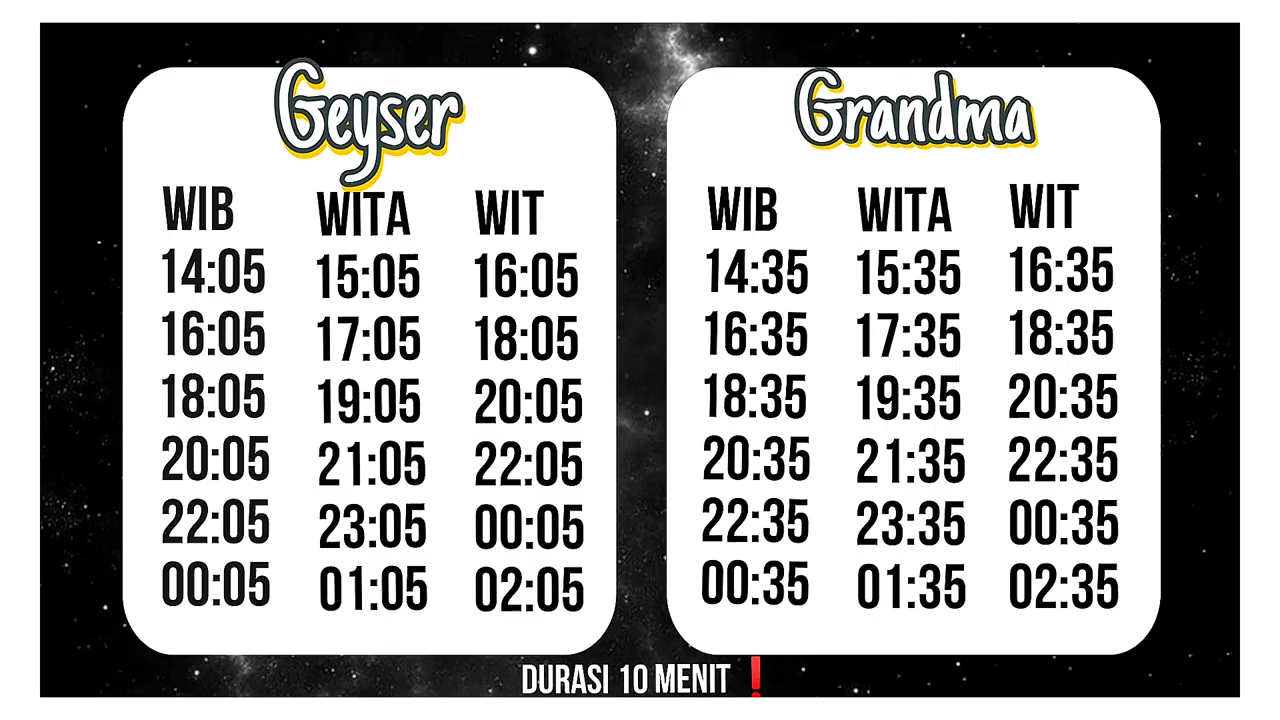 Geyser
WIB WITA WIT
14:05 15:05 16:05
16:05 17:05 18:05
18:05 19:05 20:05
20:05 21:05 22:05
22:05 23:05 00:05
00:05 01:05 02:05
Grandma
WIB WITA WIT
14:35 15:35 16:35
16:35 17:35 18:35
18:35 19:35 20:35
20:35 21:35 22:35
22:35 23:35 00:35
00:35 01:35 02:35
DURASI 10 MENIT ❗